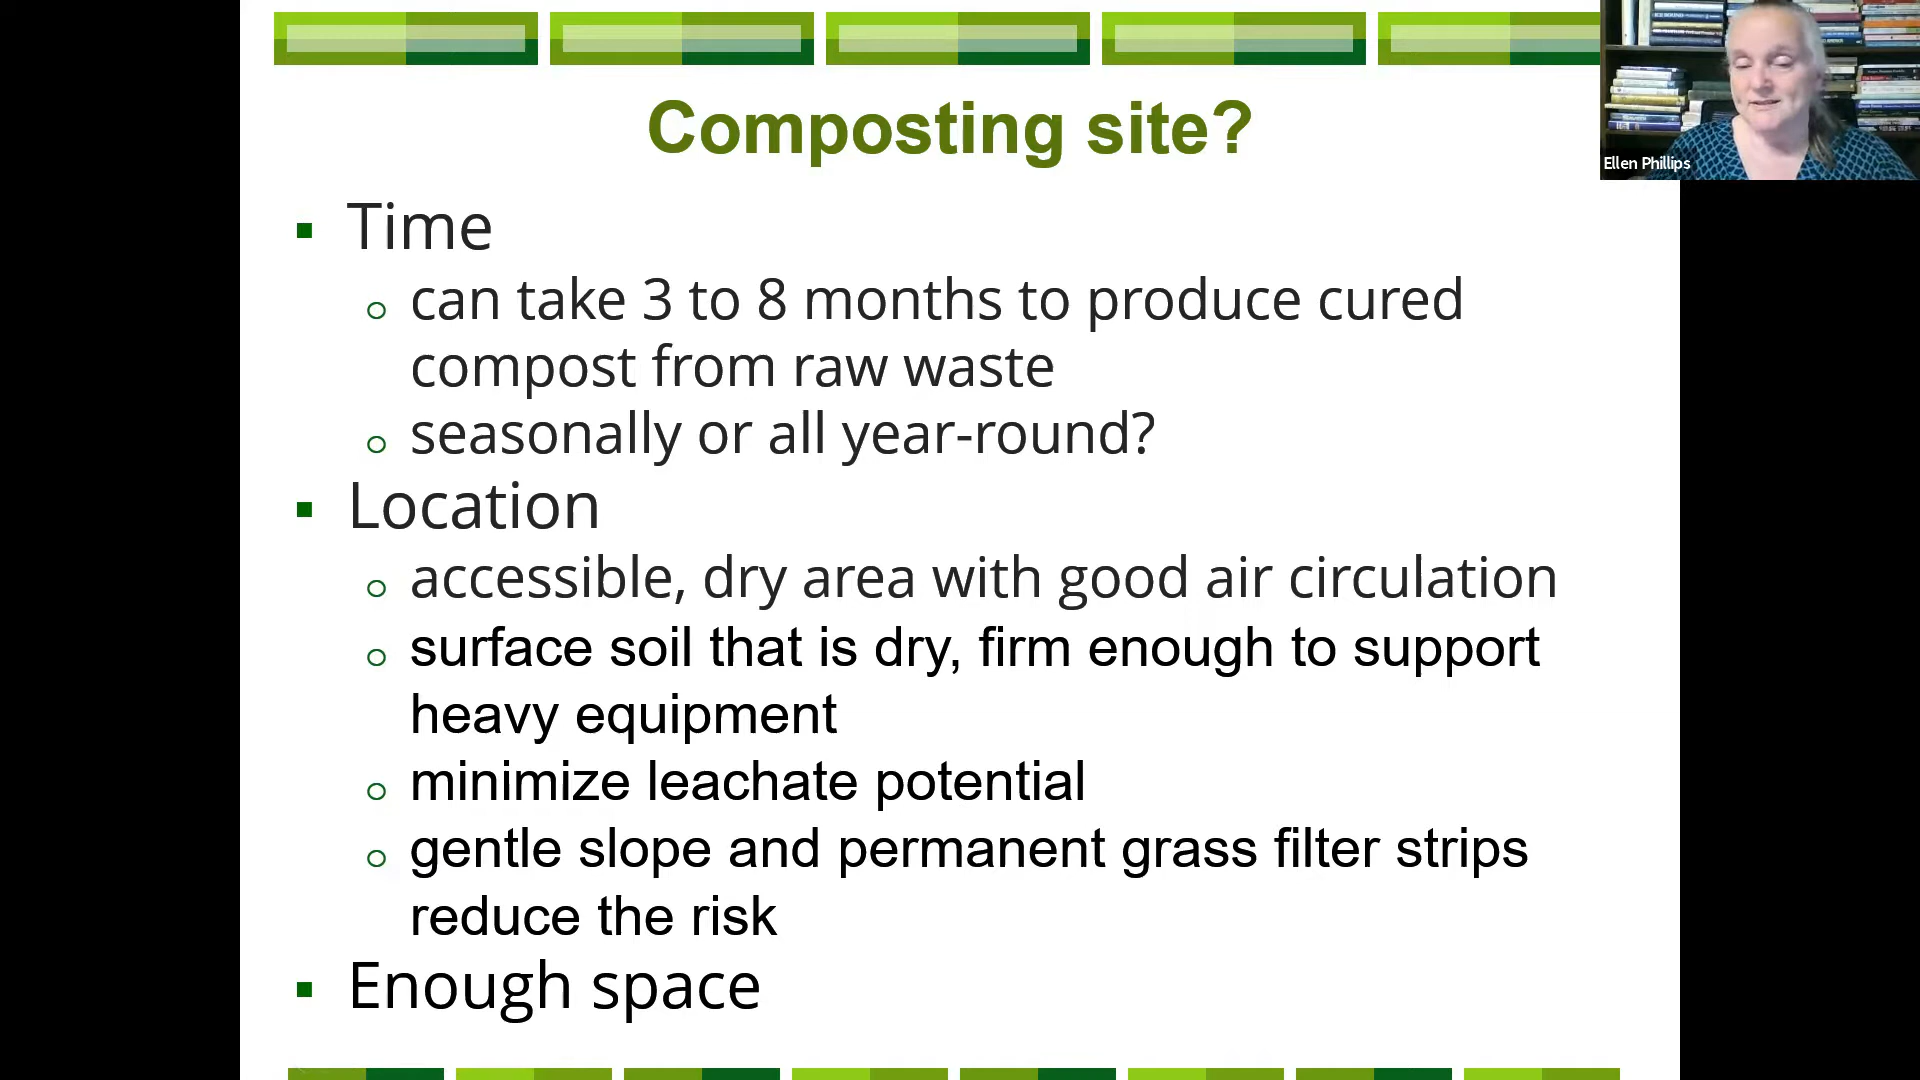 Composting site?
Ellen Phillips
▪ Time
o can take 3 to 8 months to produce cured
compost from raw waste
o seasonally or all year-round?
▪ Location
o accessible, dry area with good air circulation
o surface soil that is dry, firm enough to support
heavy equipment
o minimize leachate potential
o gentle slope and permanent grass filter strips
reduce the risk
▪ Enough space